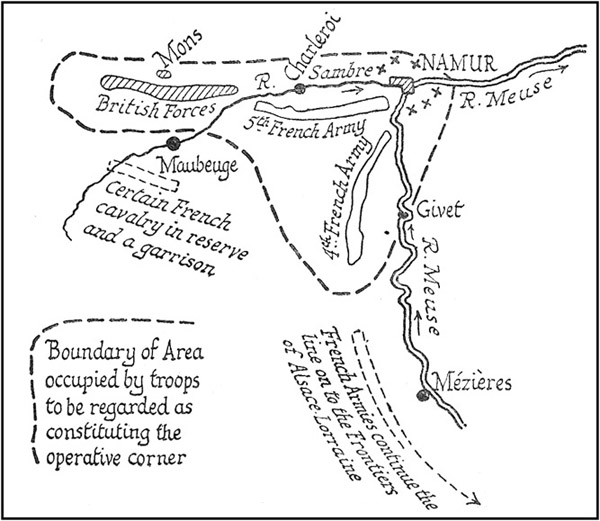 Mons
British Forces
R. Sambre
Charleroi
NAMUR
R. Meuse
5th French Army
4th French Army
Maubeuge
Certain French
cavalry in reserve
and a garrison
Givet
R. Meuse
Mézières
French Armies continue the
line on to the Frontiers
of Alsace-Lorraine
Boundary of Area
occupied by troops
to be regarded as
constituting the
operative corner